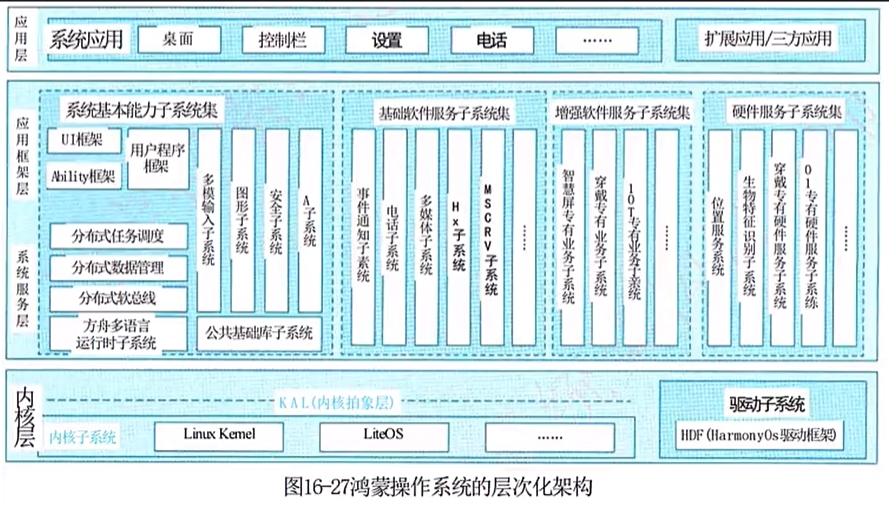 应用层
系统应用
桌面
控制栏
设置
电话
……
扩展应用/三方应用
应用框架层
系统服务层
系统基本能力子系统集
UI框架
Ability框架
用户程序
框架
多模输入子系统
图形子系统
安全子系统
A子系统
分布式任务调度
分布式数据管理
分布式软总线
方舟多语言
运行时子系统
公共基础库子系统
基础软件服务子系统集
事件通知子素统
电话子系统
多媒体子系统
Hx子系统
MSCRV子系统
……
增强软件服务子系统集
智慧屏专有业务子系统
穿戴专有业务子系统
10T专有业务子亲统
……
硬件服务子系统集
位置服务系统
生物特征识别子系统
穿戴专有硬件服务子系统
01专有硬件服务子系练
……
内核层
KAL(内核拍象层)
内核子系统
Linux Kernel
LiteOS
……
驱动子系统
HDF(HarmonyOs驱动框架)
图16-27鸿蒙操作系统的层次化架构